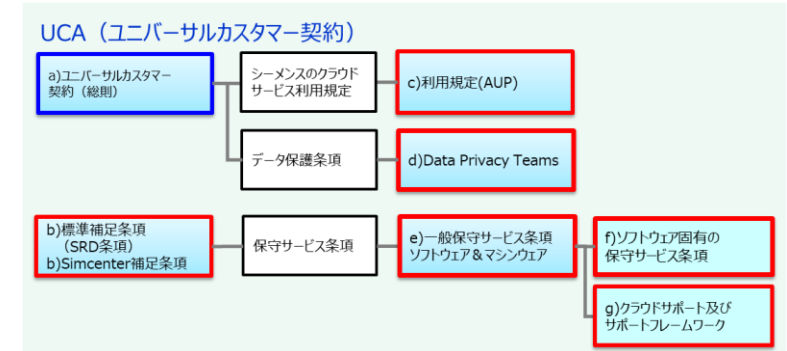 UCA（ユニバーサルカスタマー契約）
a)ユニバーサルカスタマー
契約（総則）
シーメンスのクラウド
サービス利用規定
c)利用規定(AUP)
データ保護条項
d)Data Privacy Teams
b)標準補足条項
（SRD条項）
b)Simcenter補足条項
保守サービス条項
e)一般保守サービス条項
ソフトウェア＆マシンウェア
f)ソフトウェア固有の
保守サービス条項
g)クラウドサポート及び
サポートフレームワーク